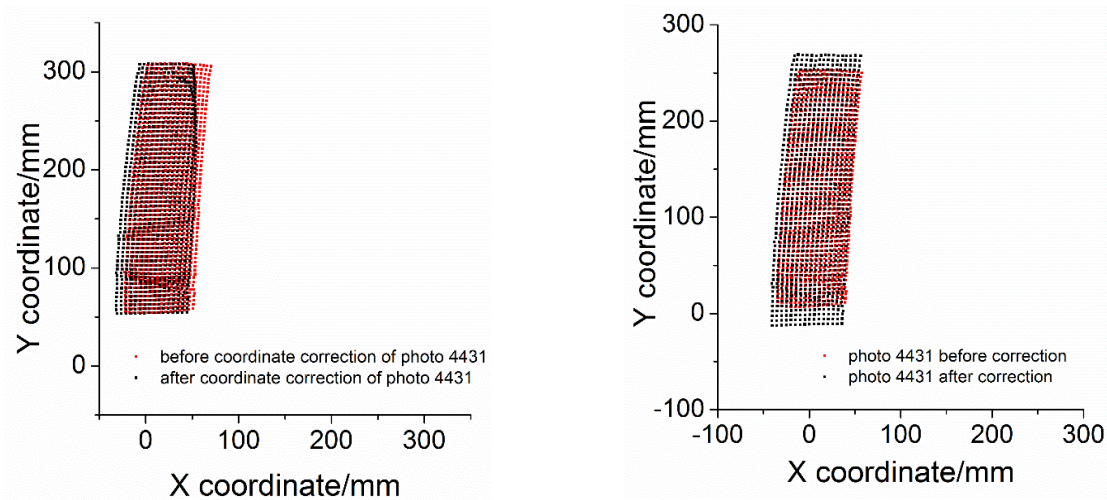 300
200
100
0
Y coordinate/mm
before coordinate correction of photo 4431
after coordinate correction of photo 4431
0
100
200
300
X coordinate/mm
300
200
100
0
-100
Y coordinate/mm
photo 4431 before correction
photo 4431 after correction
-100
0
100
200
300
X coordinate/mm